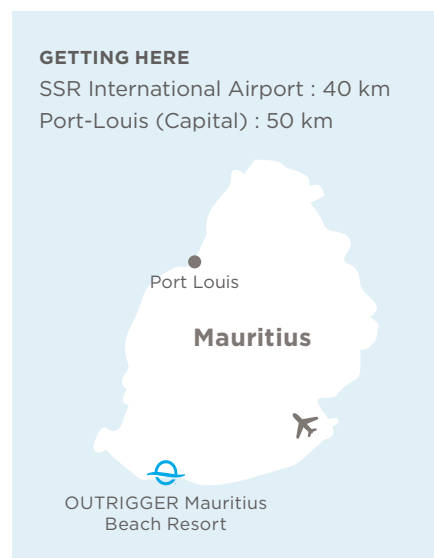 GETTING HERE
SSR International Airport : 40 km
Port-Louis (Capital) : 50 km
Port Louis
Mauritius
OUTRIGGER Mauritius
Beach Resort